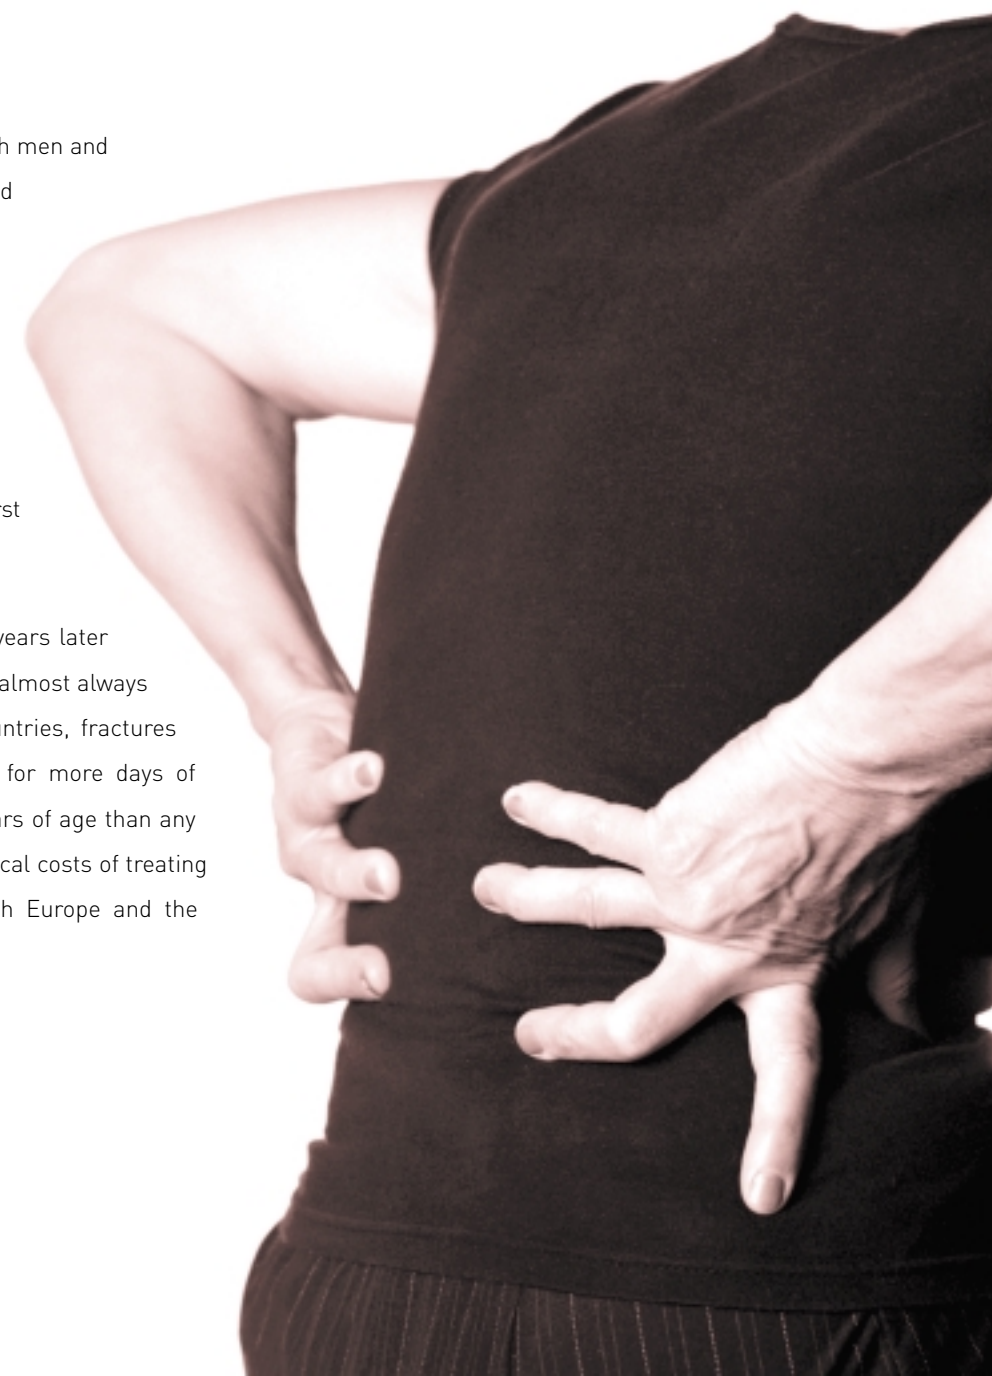 h men and
d
rst
years later
almost always
ntries, fractures
for more days of
rs of age than any
cal costs of treating
h Europe and the